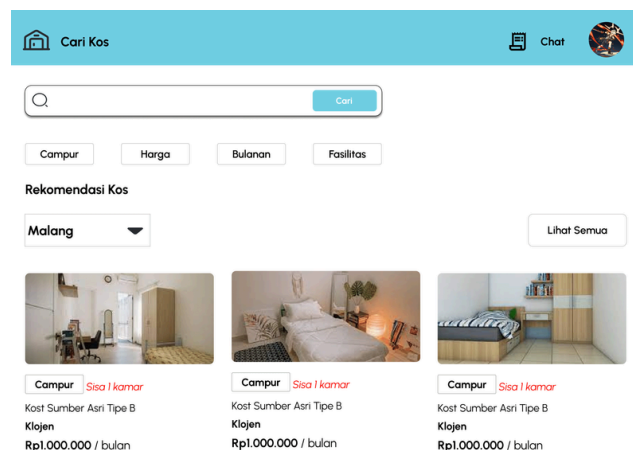 Cari Kos
Chat
Cari
Campur Harga Bulanan Fasilitas
Rekomendasi Kos
Malang
Lihat Semua
Campur Sisa 1 kamar
Kost Sumber Asri Tipe B
Klojen
Rp1.000.000 / bulan
Campur Sisa 1 kamar
Kost Sumber Asri Tipe B
Klojen
Rp1.000.000 / bulan
Campur Sisa 1 kamar
Kost Sumber Asri Tipe B
Klojen
Rp1.000.000 / bulan